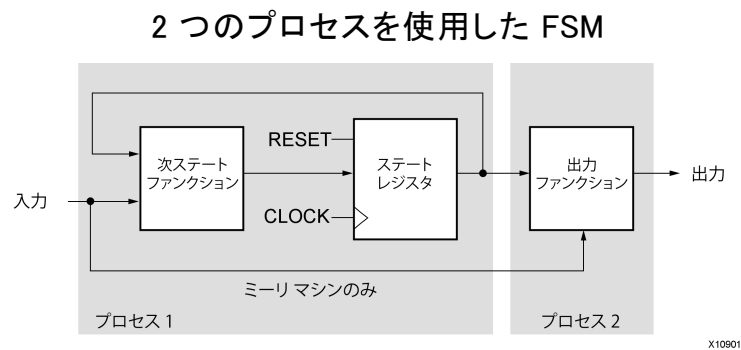 2 つのプロセスを使用した FSM
RESET
次ステート
ファンクション
ステート
レジスタ
出力
ファンクション
出力
入力
CLOCK
ミーリ マシンのみ
プロセス 1
プロセス 2
X10901